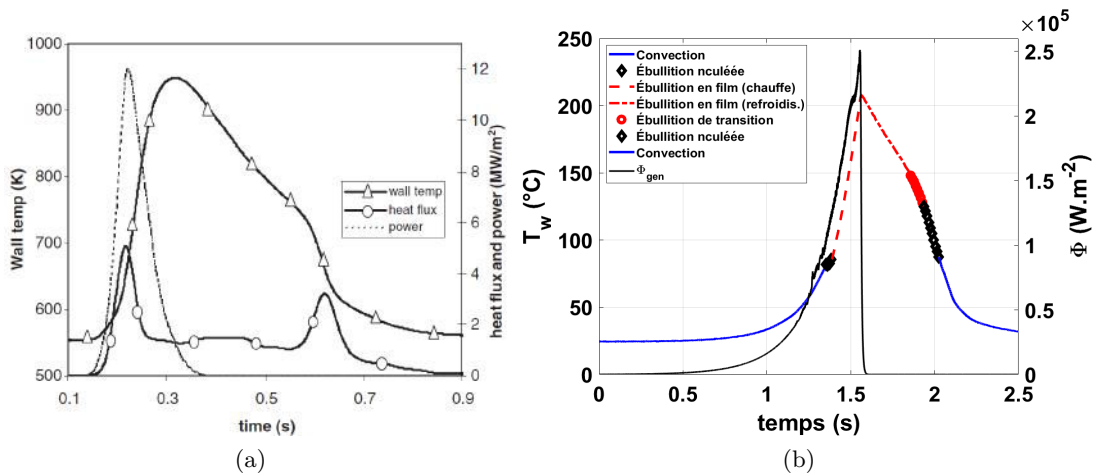 1000
900
800
700
600
500
Wall temp (K)
12
10
8
6
4
2
0
heat flux and power (MW/m²)
wall temp
heat flux
power
0.1
0.3
0.5
0.7
0.9
time (s)
(a)
×10⁵
250
200
150
100
50
0
T_w (°C)
Convection
Ébullition nculéée
Ébullition en film (chauffe)
Ébullition en film (refroidis.)
Ébullition de transition
Ébullition nculéée
Convection
Φ_gen
2.5
2
1.5
1
0.5
0
Φ (W.m⁻²)
0
0.5
1
1.5
2
2.5
temps (s)
(b)